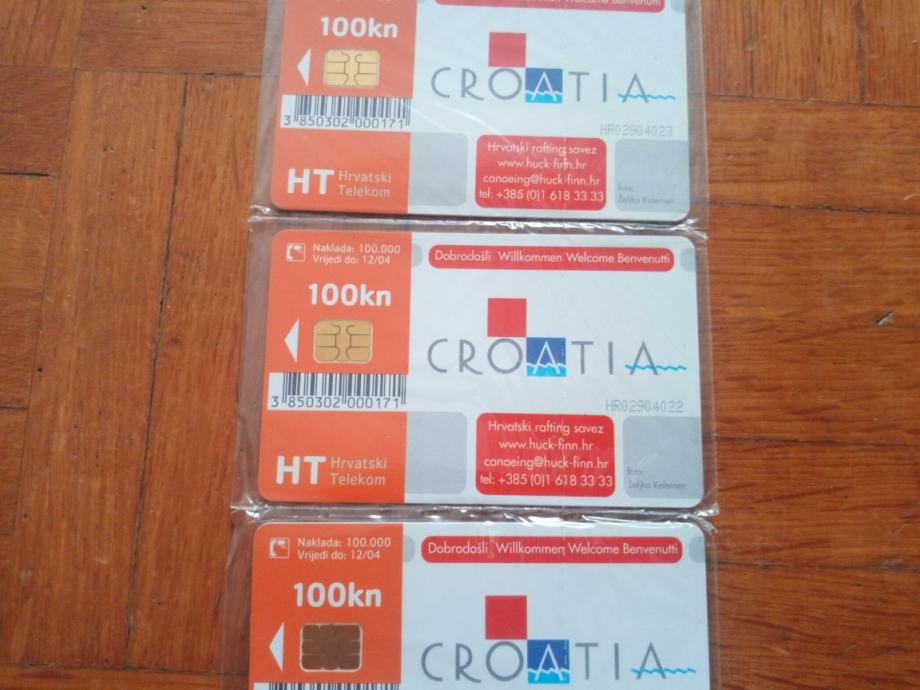 Willkommen Welcome Benvenutti
100kn
CROATIA
3 850302 000171
HR02904023
HT Hrvatski
Telekom
Hrvatski rafting savez
www.huck-finn.hr
canoeing@huck-finn.hr
tel: +385 (0)1 618 33 33
foto:
Željko Kelemen
Naklada: 100.000
Vrijedi do: 12/04
Dobrodošli Willkommen Welcome Benvenutti
100kn
CROATIA
3 850302 000171
HR02904022
HT Hrvatski
Telekom
Hrvatski rafting savez
www.huck-finn.hr
canoeing@huck-finn.hr
tel: +385 (0)1 618 33 33
foto:
Željko Kelemen
Naklada: 100.000
Vrijedi do: 12/04
Dobrodošli Willkommen Welcome Benvenutti
100kn
CROATIA